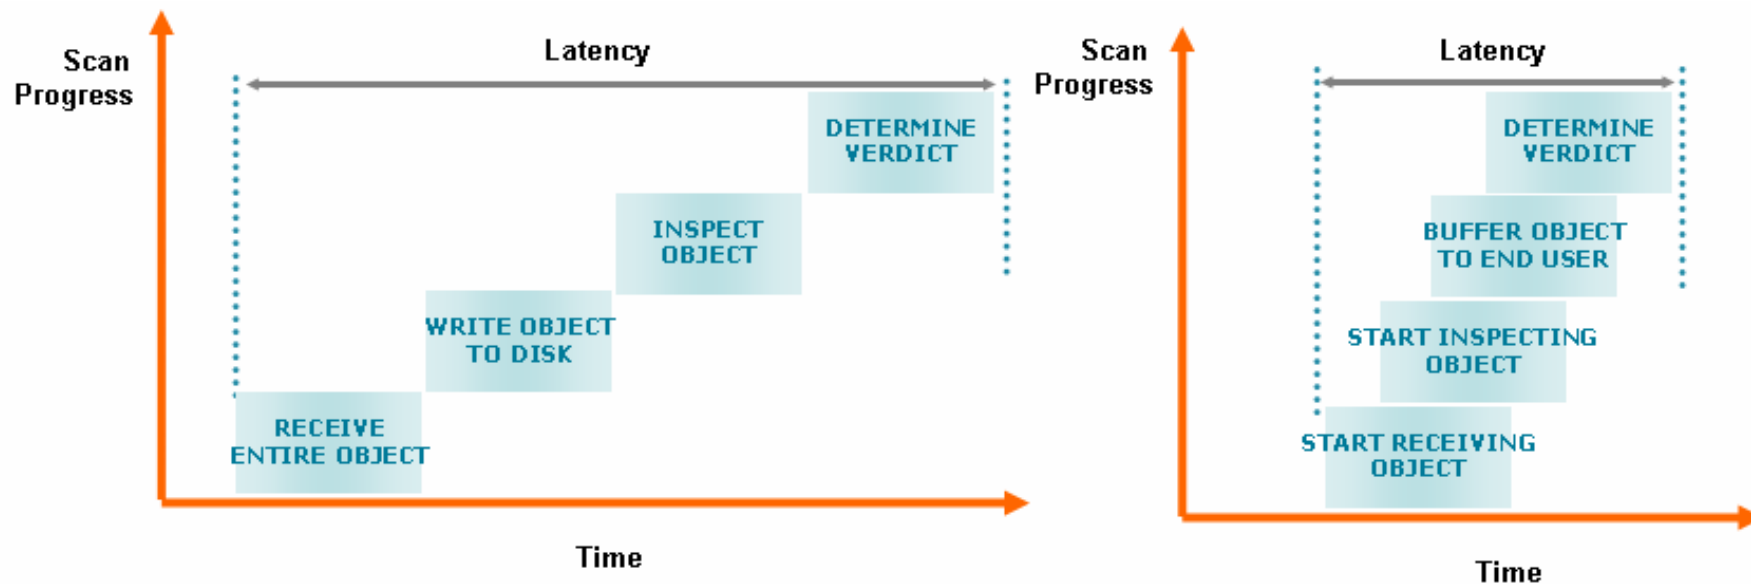 Scan
Progress
Latency
DETERMINE
VERDICT
INSPECT
OBJECT
WRITE OBJECT
TO DISK
RECEIVE
ENTIRE OBJECT
Time
Scan
Progress
Latency
DETERMINE
VERDICT
BUFFER OBJECT
TO END USER
START INSPECTING
OBJECT
START RECEIVING
OBJECT
Time